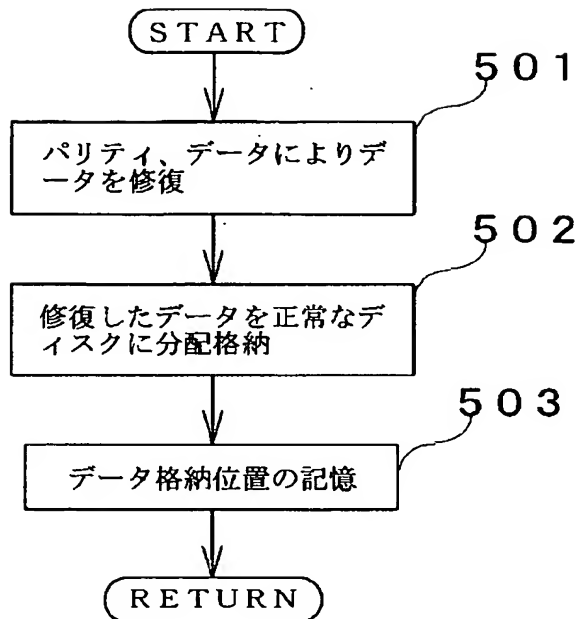 START
501
パリティ、データによりデ
ータを修復
502
修復したデータを正常なデ
ィスクに分配格納
503
データ格納位置の記憶
RETURN